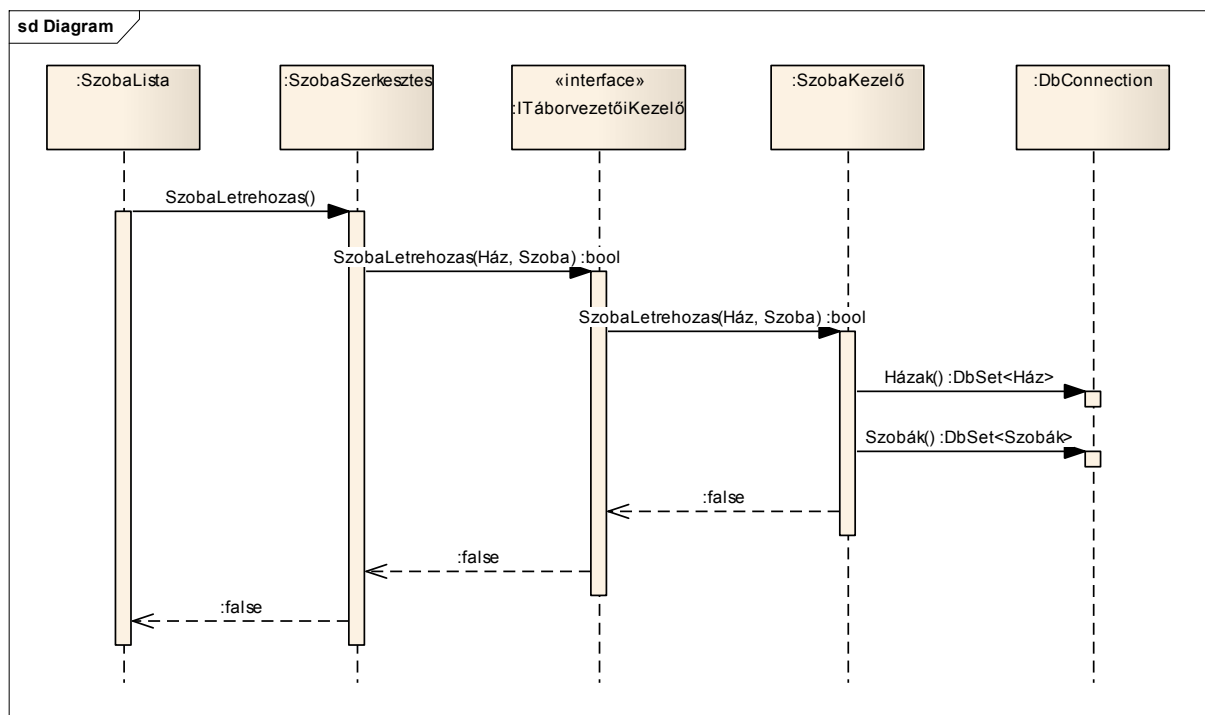 sd Diagram
:SzobaLista
:SzobaSzerkesztes
«interface»
:ITáborvezetőiKezelő
:SzobaKezelő
:DbConnection
SzobaLetrehozas()
SzobaLetrehozas(Ház, Szoba) :bool
SzobaLetrehozas(Ház, Szoba) :bool
Házak() :DbSet<Ház>
Szobák() :DbSet<Szobák>
:false
:false
:false